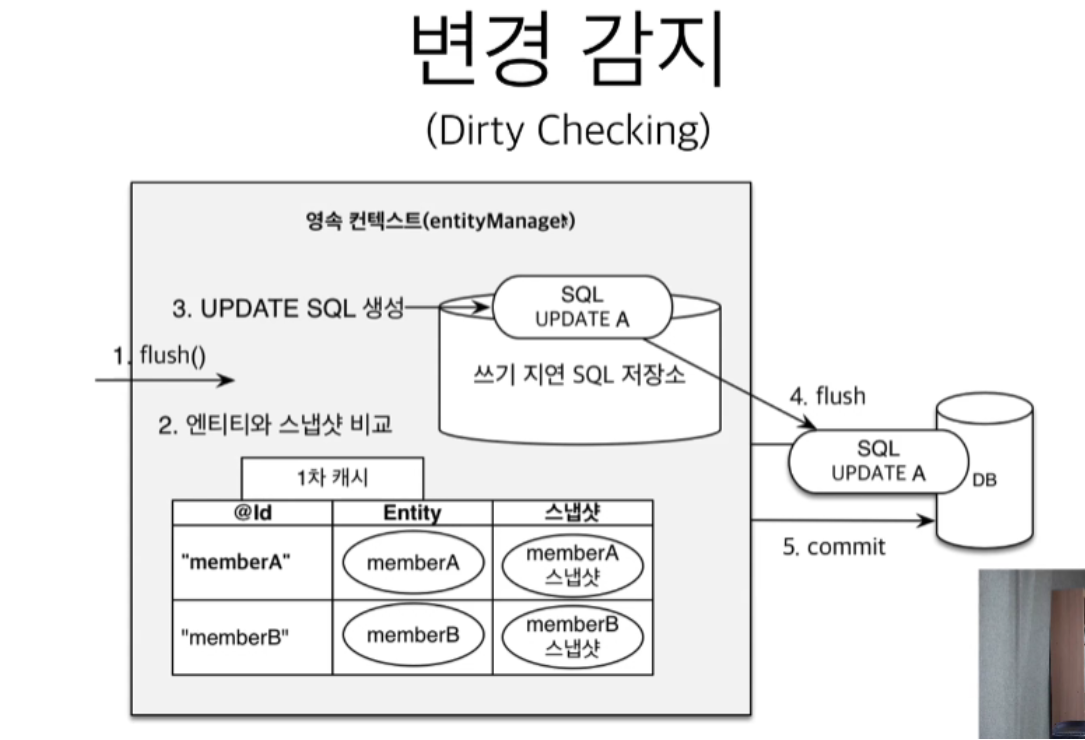 변경 감지
(Dirty Checking)
영속 컨텍스트(entityManager)
3. UPDATE SQL 생성
SQL
UPDATE A
1. flush()
쓰기 지연 SQL 저장소
4. flush
2. 엔티티와 스냅샷 비교
SQL
UPDATE A
DB
1차 캐시
@Id Entity 스냅샷
5. commit
"memberA" memberA memberA
스냅샷
"memberB" memberB memberB
스냅샷